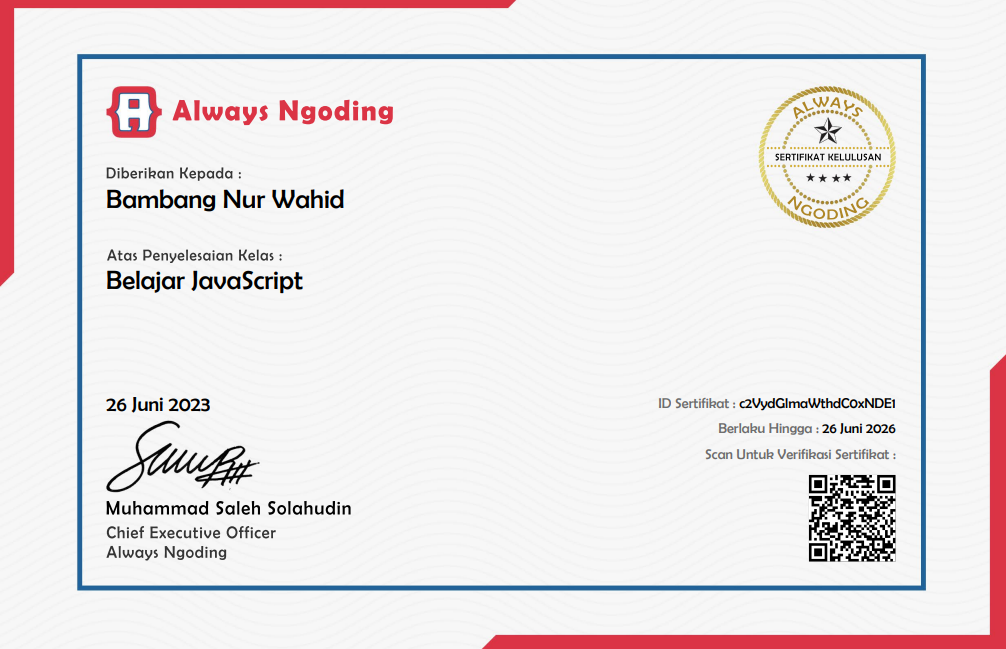 Always Ngoding
Diberikan Kepada :
Bambang Nur Wahid
Atas Penyelesaian Kelas :
Belajar JavaScript
ALWAYS
SERTIFIKAT KELULUSAN
NGODING
26 Juni 2023
Muhammad Saleh Solahudin
Chief Executive Officer
Always Ngoding
ID Sertifikat : c2VydGlmaWthdC0xNDE1
Berlaku Hingga : 26 Juni 2026
Scan Untuk Verifikasi Sertifikat :